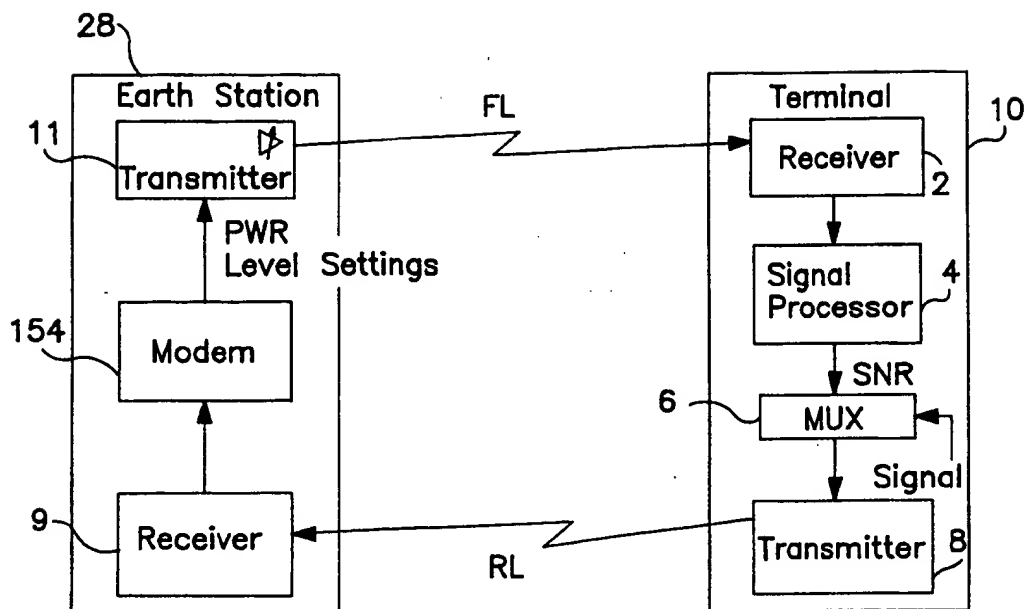 28
Earth Station
11
Transmitter
PWR
Level Settings
154
Modem
9
Receiver
FL
RL
Terminal
10
Receiver
2
Signal
Processor
4
SNR
6
MUX
Signal
Transmitter
8